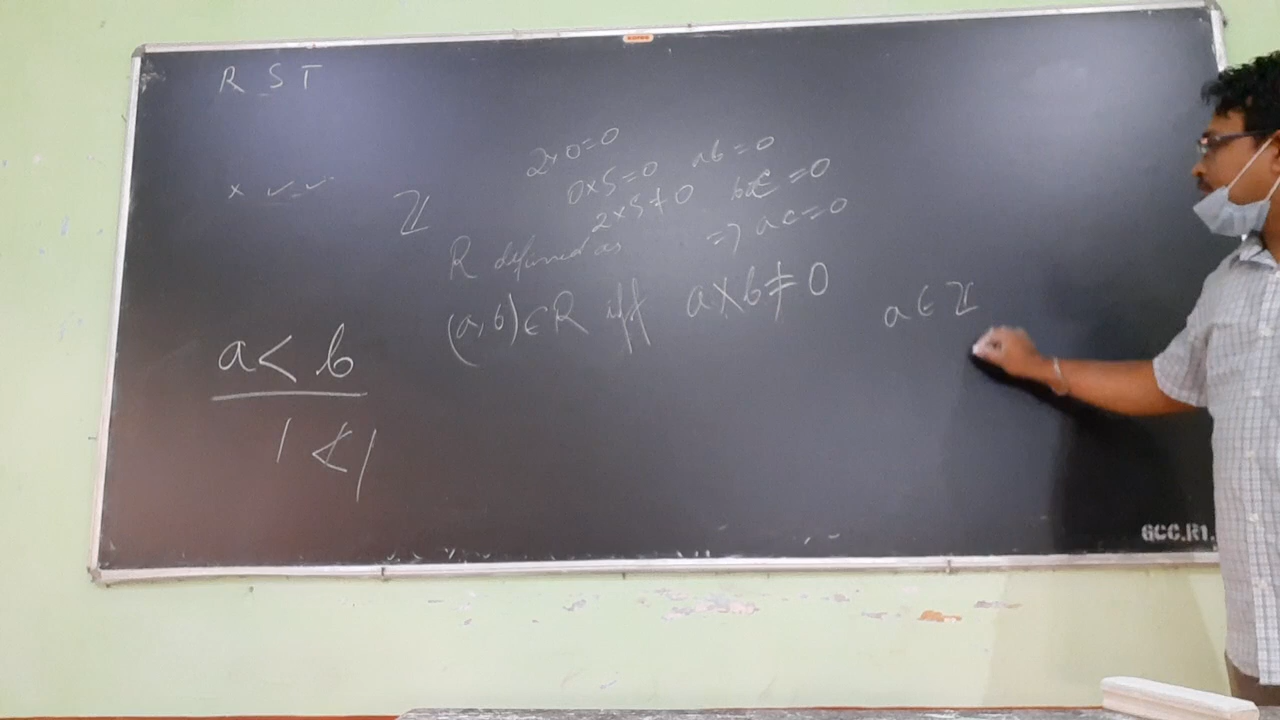 R S T
× ✓ ✓
ℤ
2×0=0
0×5=0 ab=0
2×5≠0 bc=0
R defined as ⇒ ac=0
(a,b)∈R iff a×b≠0 a∈ℤ
a<b
1≮1
GCC.R1.